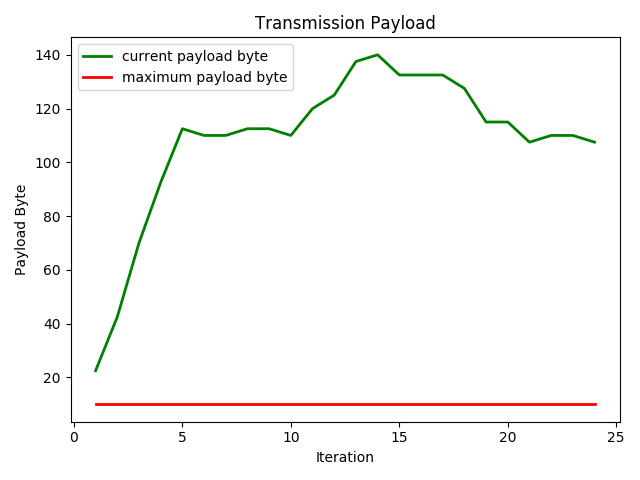 Transmission Payload
current payload byte
maximum payload byte
Payload Byte
140
120
100
80
60
40
20
0 5 10 15 20 25
Iteration